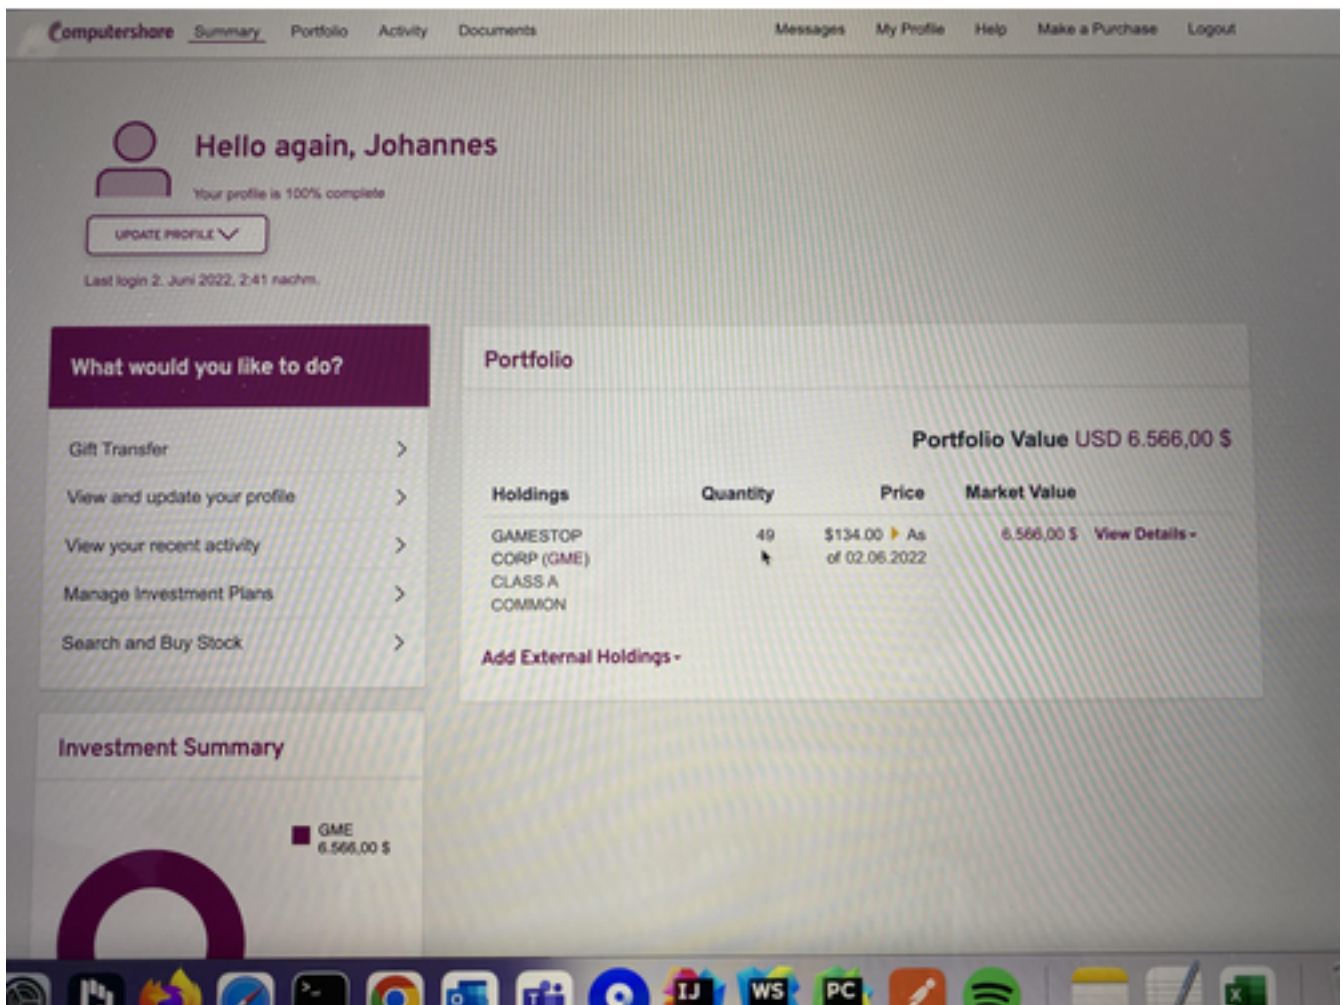 Computershare Summary Portfolio Activity Documents Messages My Profile Help Make a Purchase Logout
Hello again, Johannes
Your profile is 100% complete
UPDATE PROFILE
Last login 2. Juni 2022, 2:41 nachm.
What would you like to do?
Gift Transfer
View and update your profile
View your recent activity
Manage Investment Plans
Search and Buy Stock
Portfolio
Portfolio Value USD 6.566,00 $
Holdings Quantity Price Market Value
GAMESTOP 49 $134.00 As 6.566,00 $ View Details
CORP (GME) of 02.06.2022
CLASS A
COMMON
Add External Holdings
Investment Summary
GME
6.566,00 $
IJ WS PC